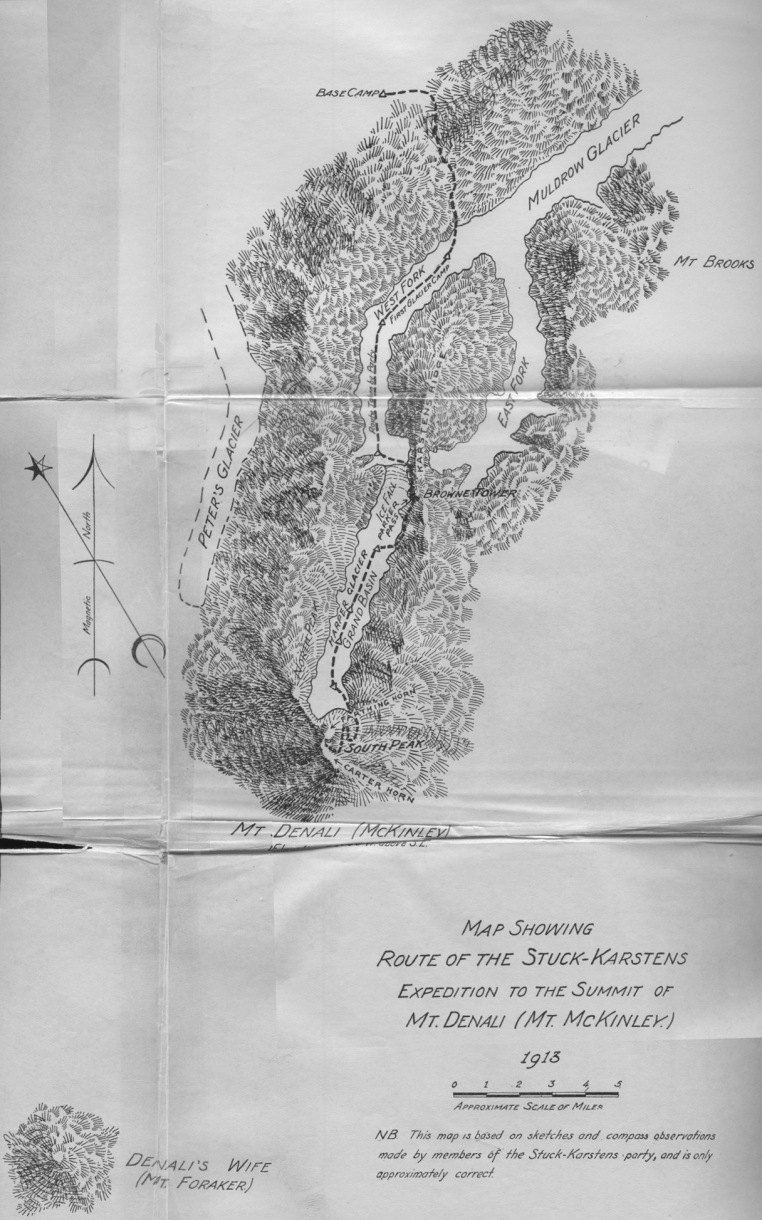 BASE CAMP
MULDROW GLACIER
MT BROOKS
WEST FORK
FIRST GLACIER CAMP
KARSTENS RIDGE
EAST FORK
PETER'S GLACIER
BROWNE TOWER
ICE FALL
PARKER PASS
HARPER GLACIER
GRAND BASIN
NORTH PEAK
Magnetic North
SOUTH PEAK
CARTER HORN
MT. DENALI (MCKINLEY)
above S.L.
MAP SHOWING
ROUTE OF THE STUCK-KARSTENS
EXPEDITION TO THE SUMMIT OF
MT. DENALI (MT. MCKINLEY.)
1913
0 1 2 3 4 5
APPROXIMATE SCALE OF MILES
NB This map is based on sketches and compass observations
made by members of the Stuck-Karstens party, and is only
approximately correct.
DENALI'S WIFE
(MT. FORAKER)